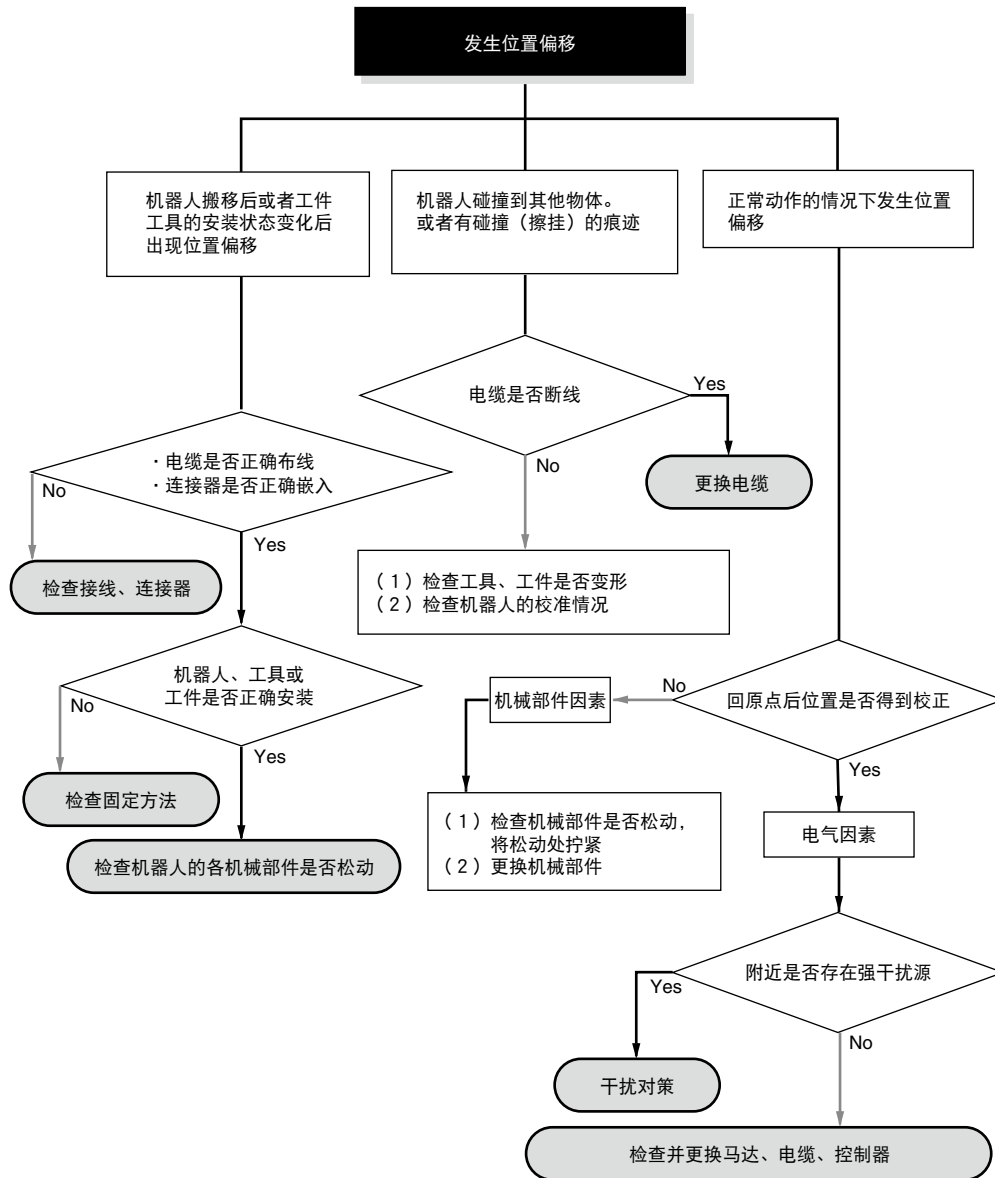 发生位置偏移
机器人搬移后或者工件
工具的安装状态变化后
出现位置偏移
机器人碰撞到其他物体。
或者有碰撞（擦挂）的痕迹
正常动作的情况下发生位置
偏移
电缆是否断线
Yes
No
更换电缆
・电缆是否正确布线
・连接器是否正确嵌入
No
Yes
检查接线、连接器
（1）检查工具、工件是否变形
（2）检查机器人的校准情况
机器人、工具或
工件是否正确安装
No
Yes
检查固定方法
检查机器人的各机械部件是否松动
回原点后位置是否得到校正
No
Yes
机械部件因素
（1）检查机械部件是否松动，
将松动处拧紧
（2）更换机械部件
电气因素
附近是否存在强干扰源
Yes
No
干扰对策
检查并更换马达、电缆、控制器